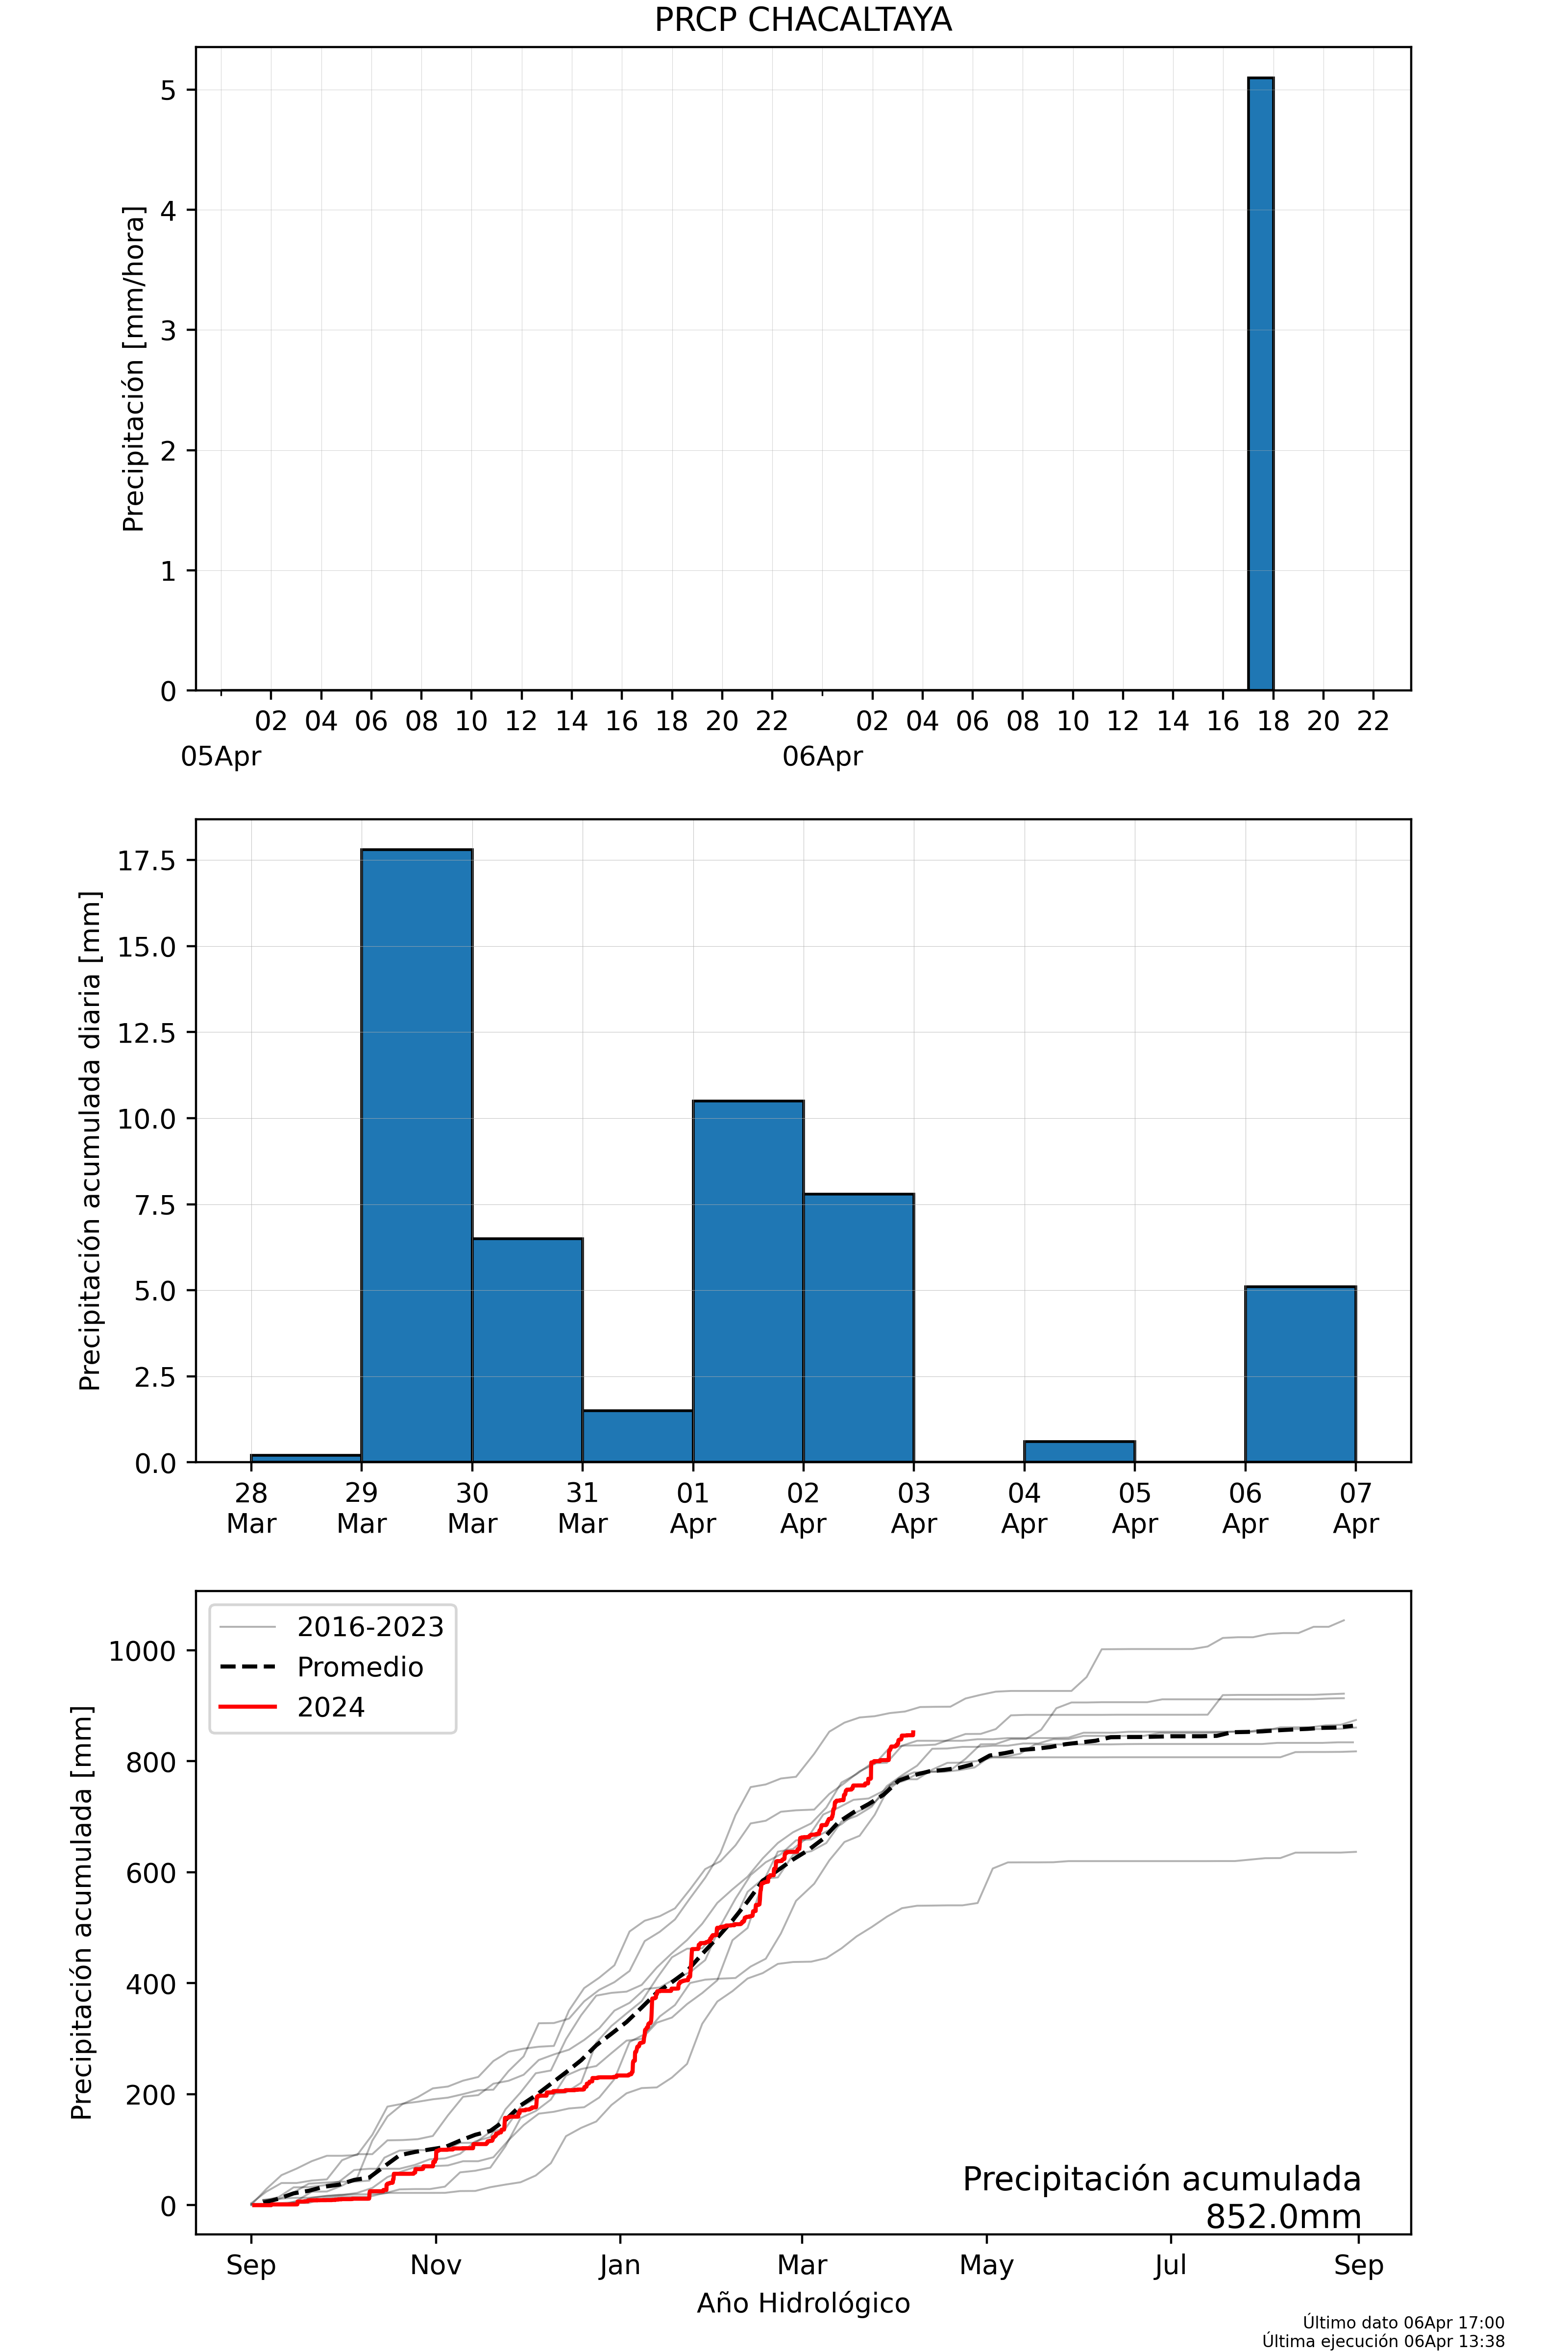 PRCP CHACALTAYA
Precipitación [mm/hora]
5
4
3
2
1
0
02 04 06 08 10 12 14 16 18 20 22 02 04 06 08 10 12 14 16 18 20 22
05Apr 06Apr
Precipitación acumulada diaria [mm]
17.5
15.0
12.5
10.0
7.5
5.0
2.5
0.0
28 29 30 31 01 02 03 04 05 06 07
Mar Mar Mar Mar Apr Apr Apr Apr Apr Apr Apr
Precipitación acumulada [mm]
1000
800
600
400
200
0
2016-2023
Promedio
2024
Precipitación acumulada
852.0mm
Sep Nov Jan Mar May Jul Sep
Año Hidrológico
Último dato 06Apr 17:00
Última ejecución 06Apr 13:38